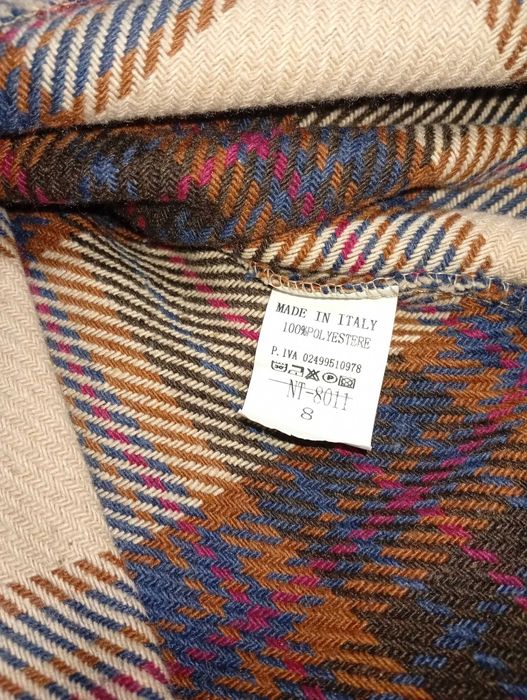 MADE IN ITALY
100%POLYESTERE
P.IVA 02499510978
NT-8011
8